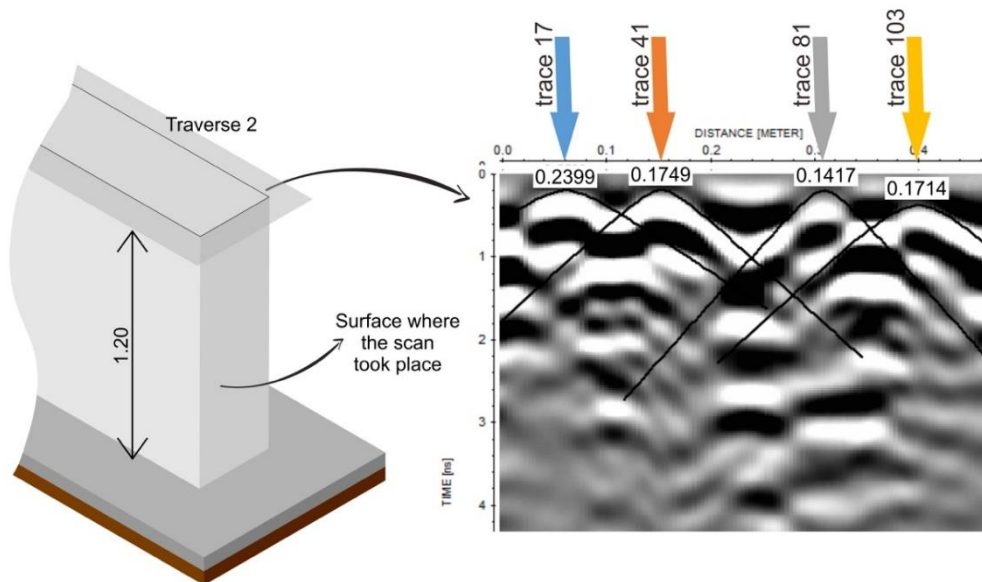 Traverse 2
1.20
Surface where
the scan
took place
trace 17
trace 41
trace 81
trace 103
DISTANCE [METER]
0.0 0.1 0.2 0.4
0.2399 0.1749 0.1417 0.1714
0
1
2
3
4
TIME [ns]